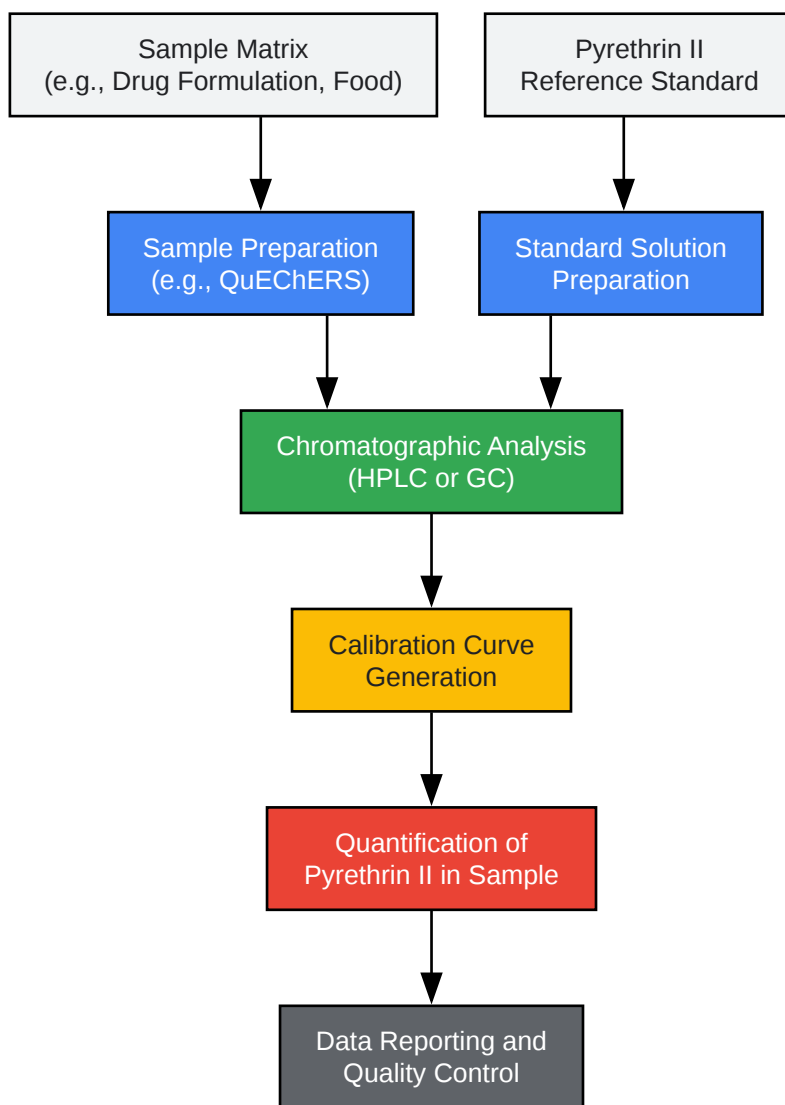 Sample Matrix
(e.g., Drug Formulation, Food)
Pyrethrin II
Reference Standard
Sample Preparation
(e.g., QuEChERS)
Standard Solution
Preparation
Chromatographic Analysis
(HPLC or GC)
Calibration Curve
Generation
Quantification of
Pyrethrin II in Sample
Data Reporting and
Quality Control